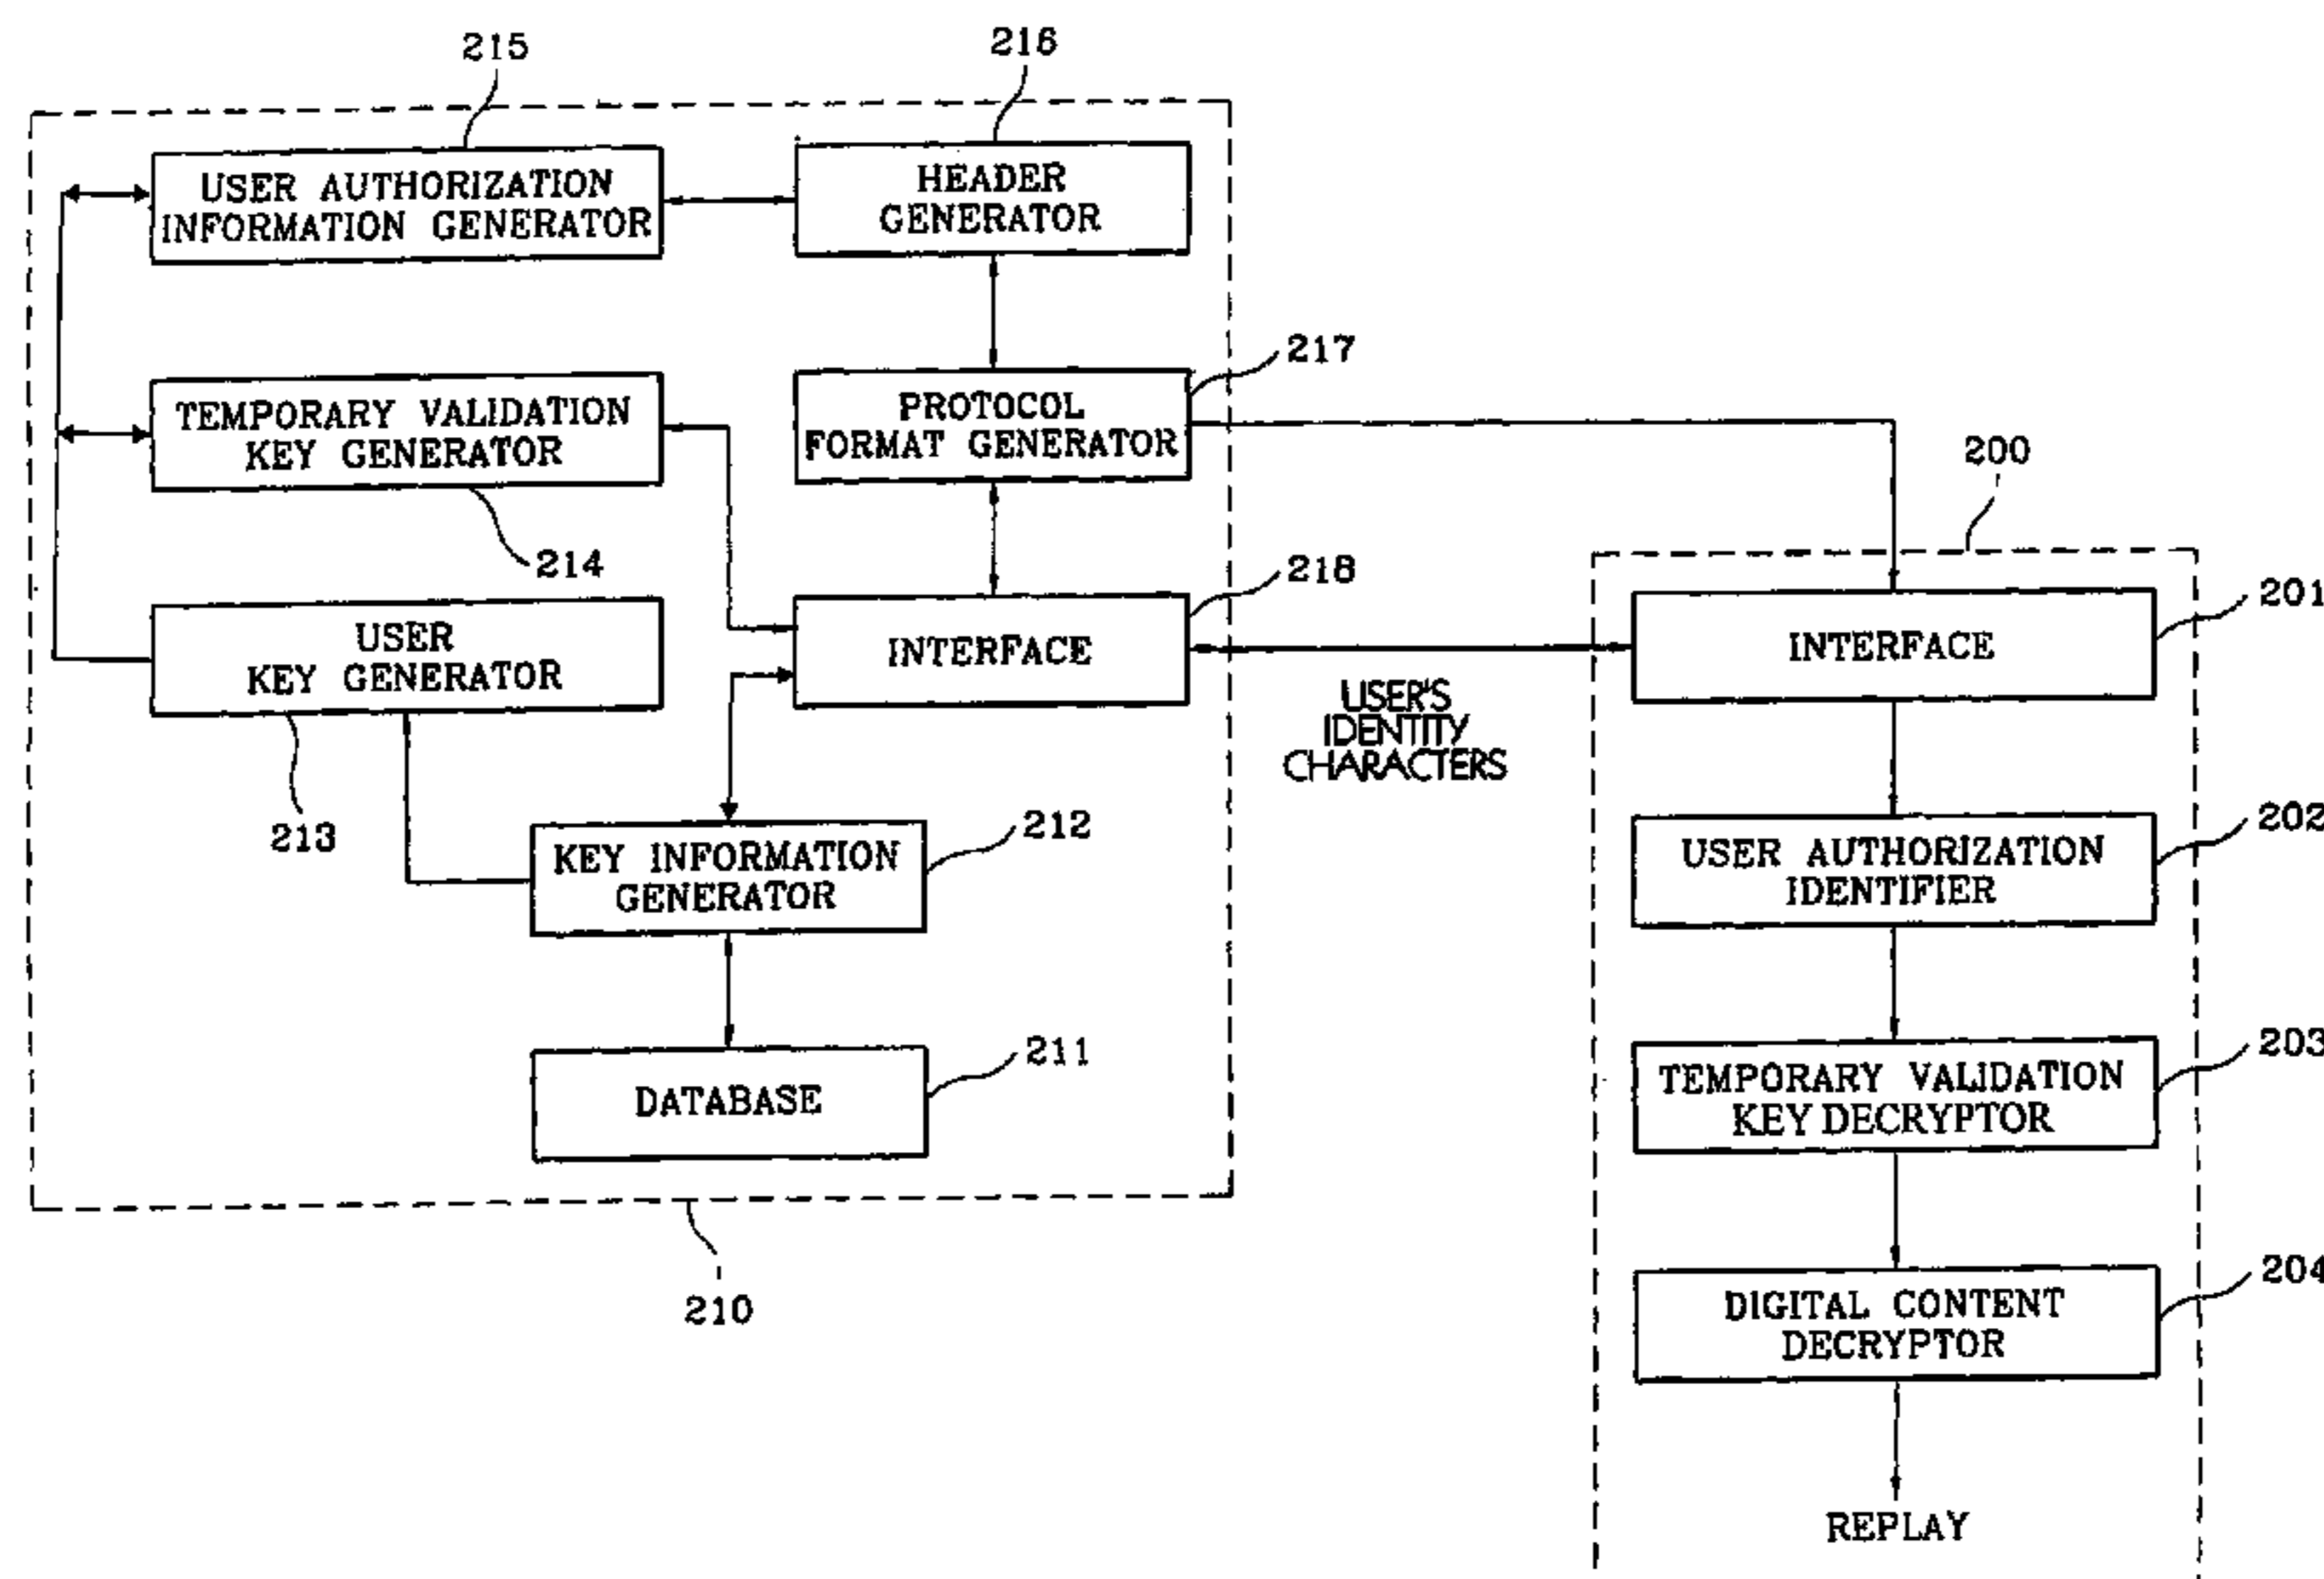 215
216
USER AUTHORIZATION
INFORMATION GENERATOR
HEADER
GENERATOR
217
TEMPORARY VALIDATION
KEY GENERATOR
PROTOCOL
FORMAT GENERATOR
200
214
218
201
USER
KEY GENERATOR
INTERFACE
INTERFACE
USER'S
IDENTITY
CHARACTERS
213
212
202
KEY INFORMATION
GENERATOR
USER AUTHORIZATION
IDENTIFIER
211
203
DATABASE
TEMPORARY VALIDATION
KEY DECRYPTOR
210
204
DIGITAL CONTENT
DECRYPTOR
REPLAY